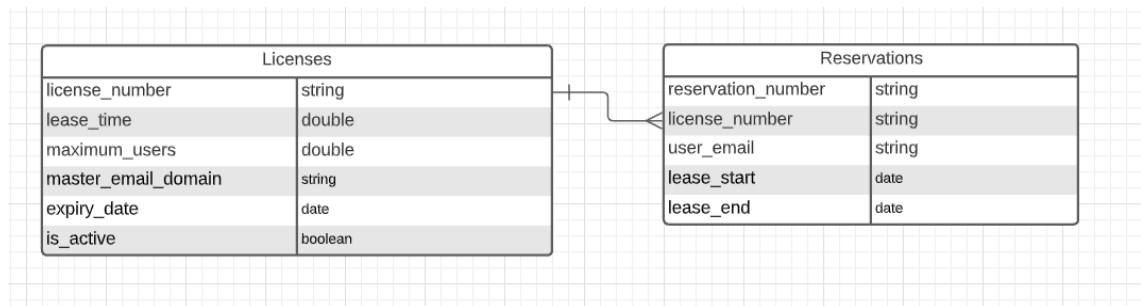 Licenses
license_number string
lease_time double
maximum_users double
master_email_domain string
expiry_date date
is_active boolean
Reservations
reservation_number string
license_number string
user_email string
lease_start date
lease_end date